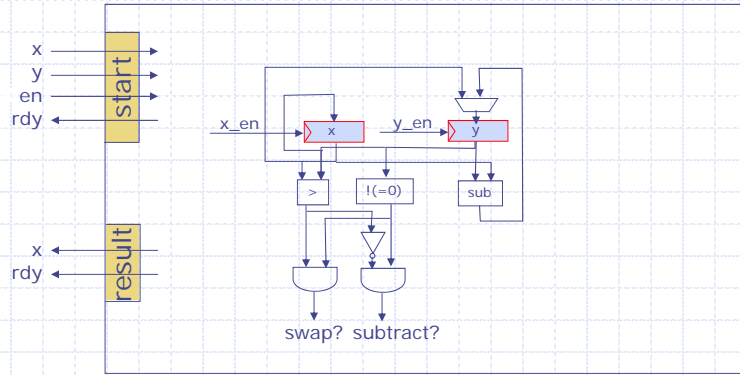 x
y
en
rdy
start
x_en
x
y_en
y
>
!(=0)
sub
x
rdy
result
swap? subtract?